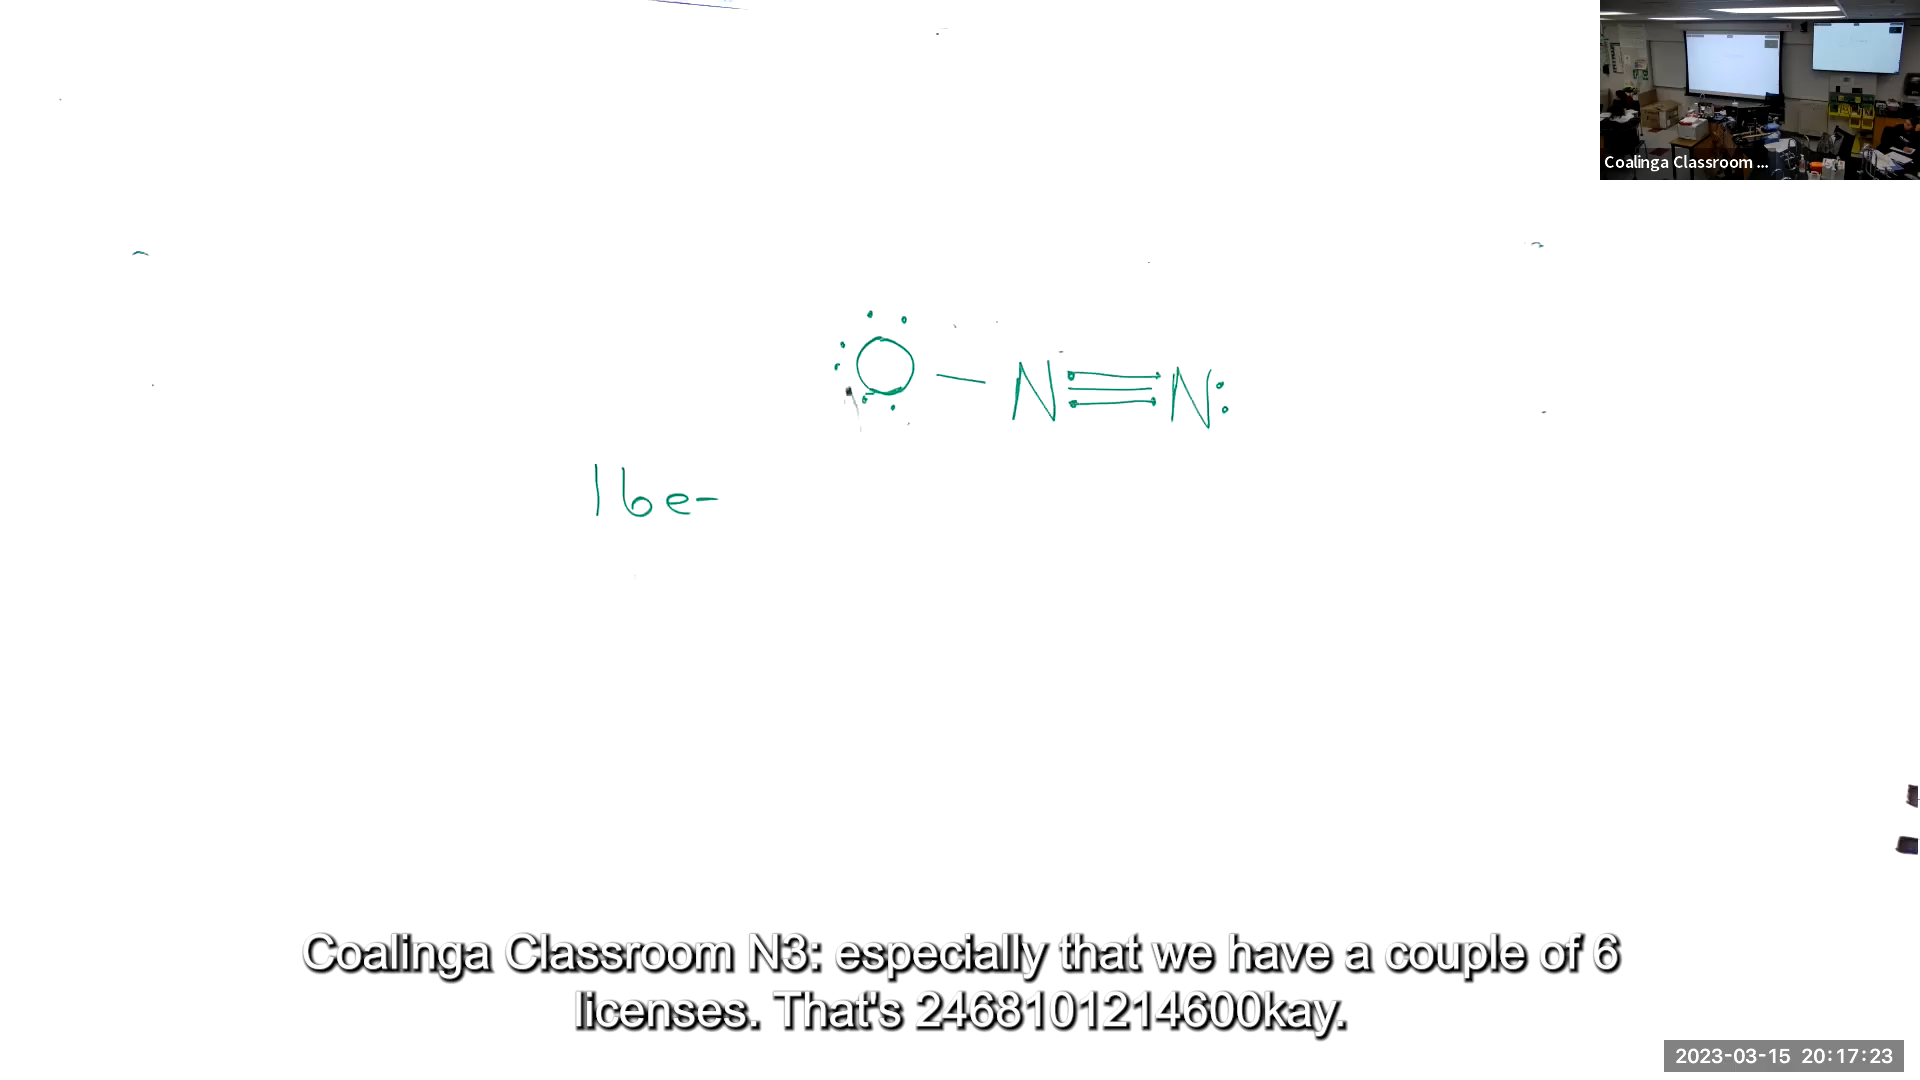 Coalinga Classroom ...
O — N ≡ N:
16e-
Coalinga Classroom N3: especially that we have a couple of 6
licenses. That's 2468101214600kay.
2023-03-15 20:17:23